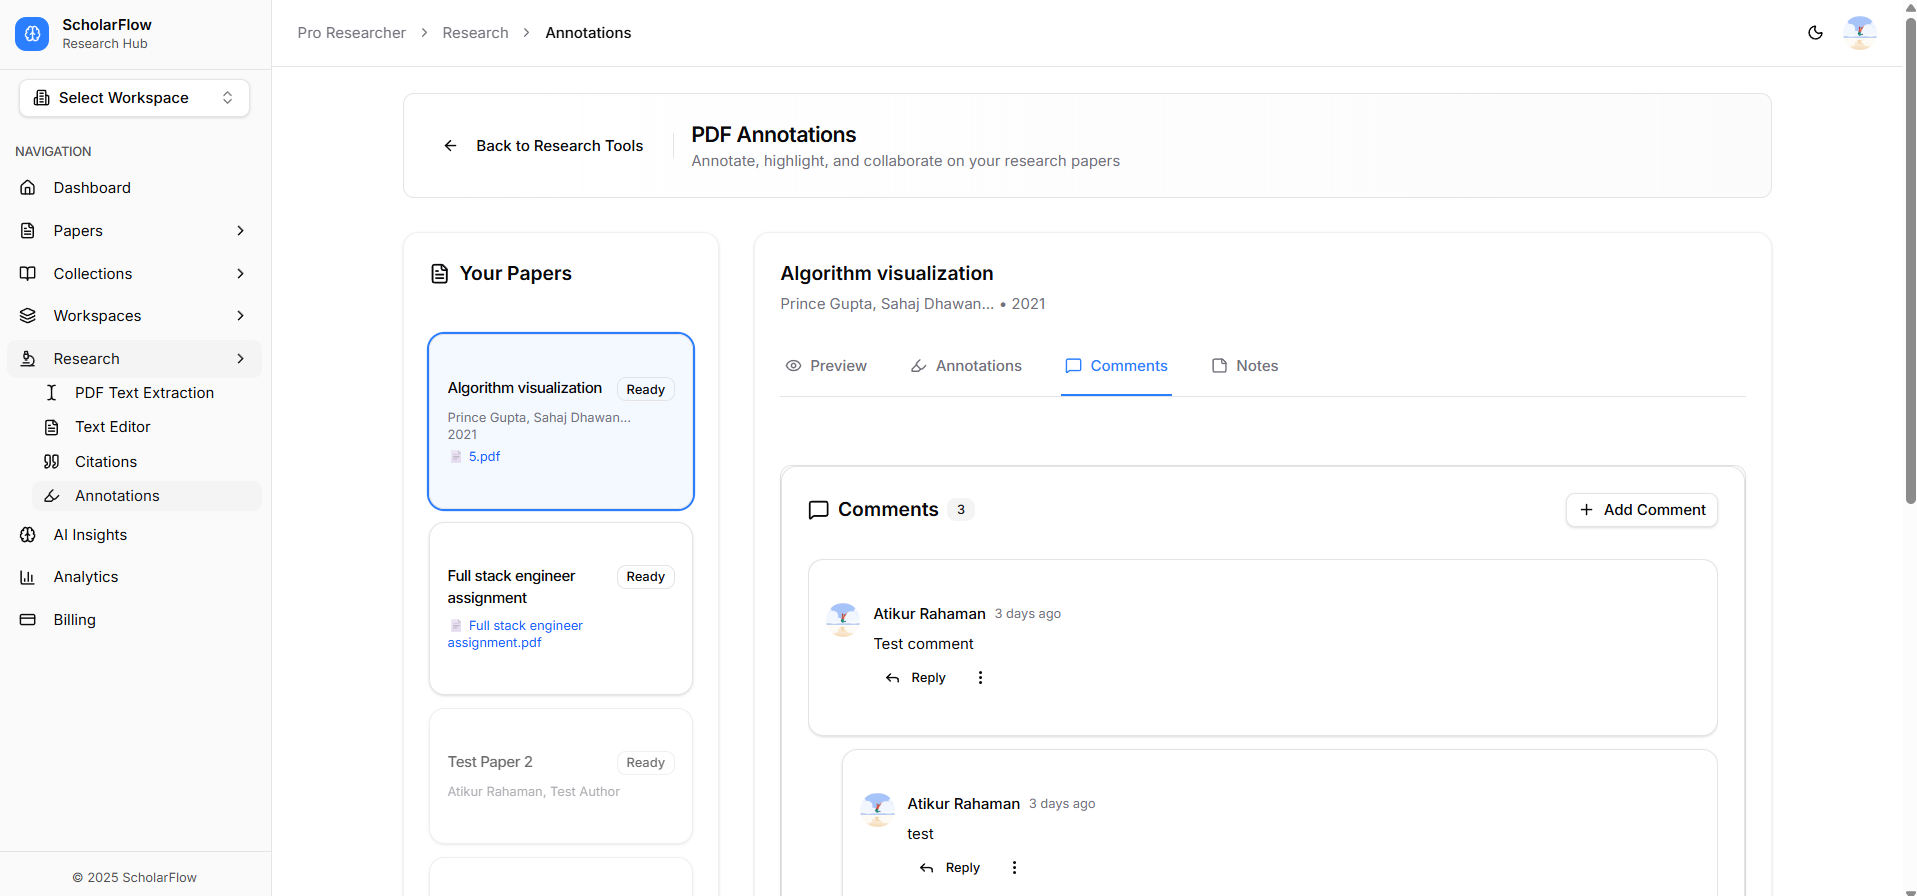 ScholarFlow
Research Hub
Select Workspace
NAVIGATION
Dashboard
Papers
Collections
Workspaces
Research
PDF Text Extraction
Text Editor
Citations
Annotations
AI Insights
Analytics
Billing
© 2025 ScholarFlow
Pro Researcher > Research > Annotations
Back to Research Tools
PDF Annotations
Annotate, highlight, and collaborate on your research papers
Your Papers
Algorithm visualization Ready
Prince Gupta, Sahaj Dhawan...
2021
5.pdf
Full stack engineer Ready
assignment
Full stack engineer
assignment.pdf
Test Paper 2 Ready
Atikur Rahaman, Test Author
Algorithm visualization
Prince Gupta, Sahaj Dhawan... • 2021
Preview Annotations Comments Notes
Comments 3 Add Comment
Atikur Rahaman 3 days ago
Test comment
Reply
Atikur Rahaman 3 days ago
test
Reply